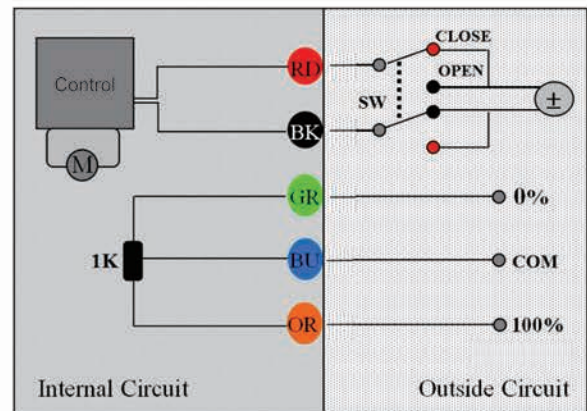 CLOSE
RD
Control
OPEN
±
SW
BK
M
GR
0%
1K
BU
COM
OR
100%
Internal Circuit
Outside Circuit